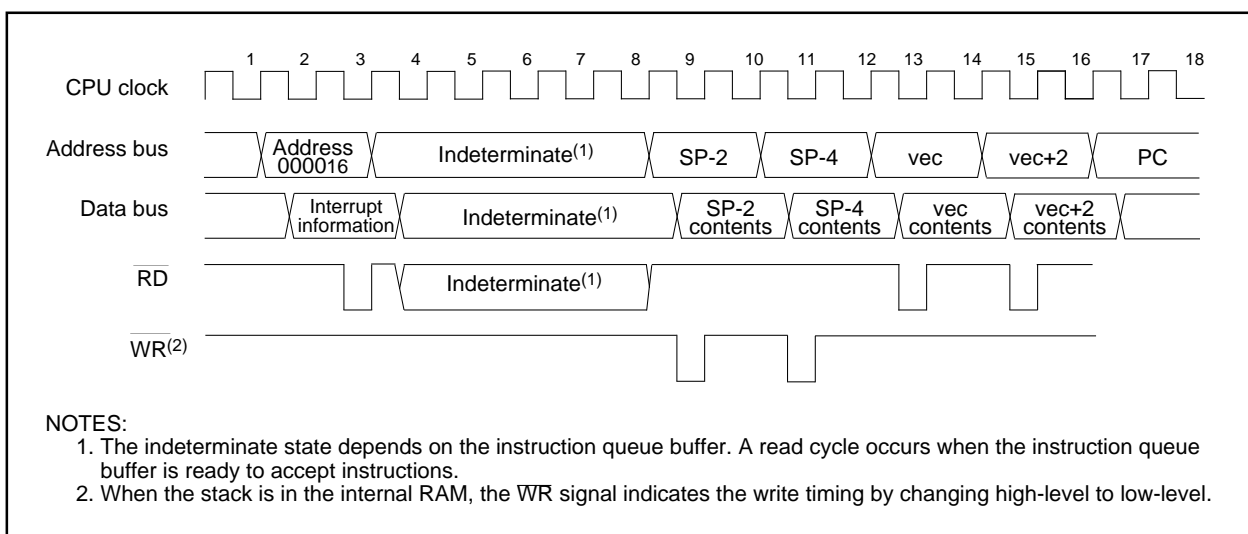 1 2 3 4 5 6 7 8 9 10 11 12 13 14 15 16 17 18
CPU clock
Address bus
Address
000016
Indeterminate(1)
SP-2
SP-4
vec
vec+2
PC
Data bus
Interrupt
information
Indeterminate(1)
SP-2
contents
SP-4
contents
vec
contents
vec+2
contents
RD
Indeterminate(1)
WR(2)
NOTES:
1. The indeterminate state depends on the instruction queue buffer. A read cycle occurs when the instruction queue
buffer is ready to accept instructions.
2. When the stack is in the internal RAM, the WR signal indicates the write timing by changing high-level to low-level.